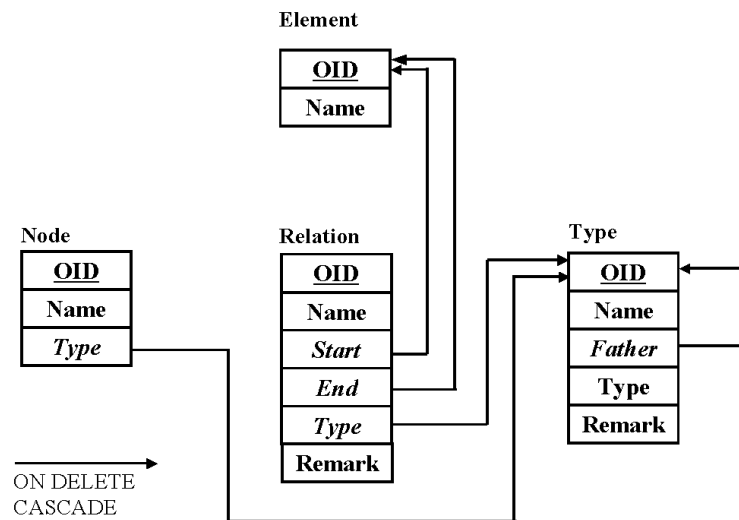 Element
OID
Name
Node
OID
Name
Type
Relation
OID
Name
Start
End
Type
Remark
Type
OID
Name
Father
Type
Remark
ON DELETE
CASCADE